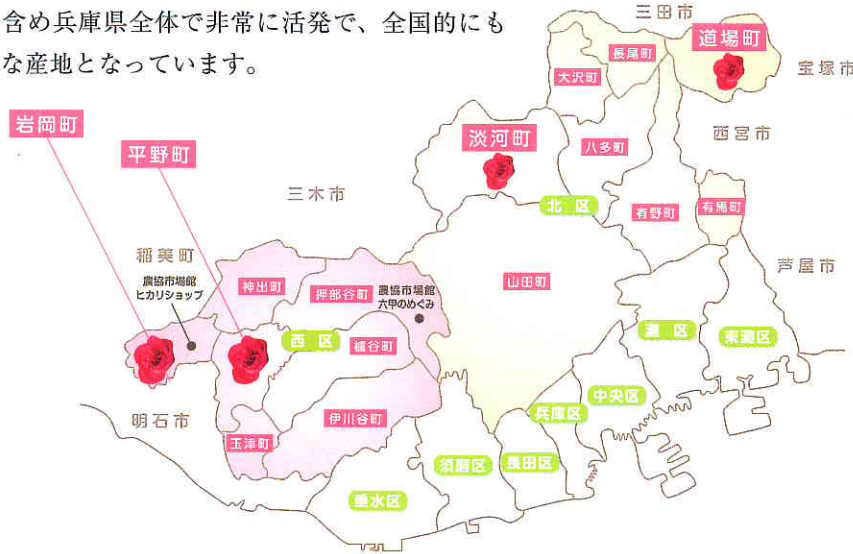 含め兵庫県全体で非常に活発で、全国的にも
な産地となっています。
三田市
道場町
長尾町
大沢町
宝塚市
岩岡町
平野町
淡河町
八多町
西宮市
三木市
北区
有野町
有馬町
稲美町
農協市場館
ヒカリショップ
神出町
押部谷町
農協市場館
六甲のめぐみ
山田町
芦屋市
西区
櫨谷町
灘区
東灘区
明石市
玉津町
伊川谷町
兵庫区
中央区
須磨区
長田区
垂水区